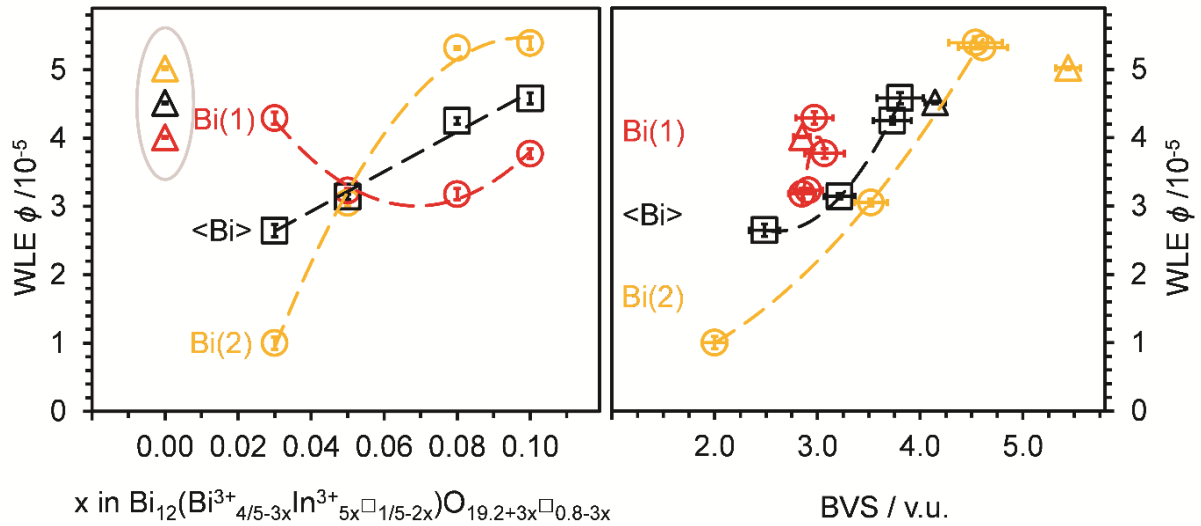 WLE ϕ /10⁻⁵
5
4
3
2
1
0
Bi(1)
<Bi>
Bi(2)
0.00 0.02 0.04 0.06 0.08 0.10
x in Bi₁₂(Bi³⁺₄/₅₋₃ₓIn³⁺₅ₓ□₁/₅₋₂ₓ)O₁₉.₂₊₃ₓ□₀.₈₋₃ₓ
Bi(1)
<Bi>
Bi(2)
2.0 3.0 4.0 5.0
BVS / v.u.
5
4
3
2
1
0
WLE ϕ /10⁻⁵